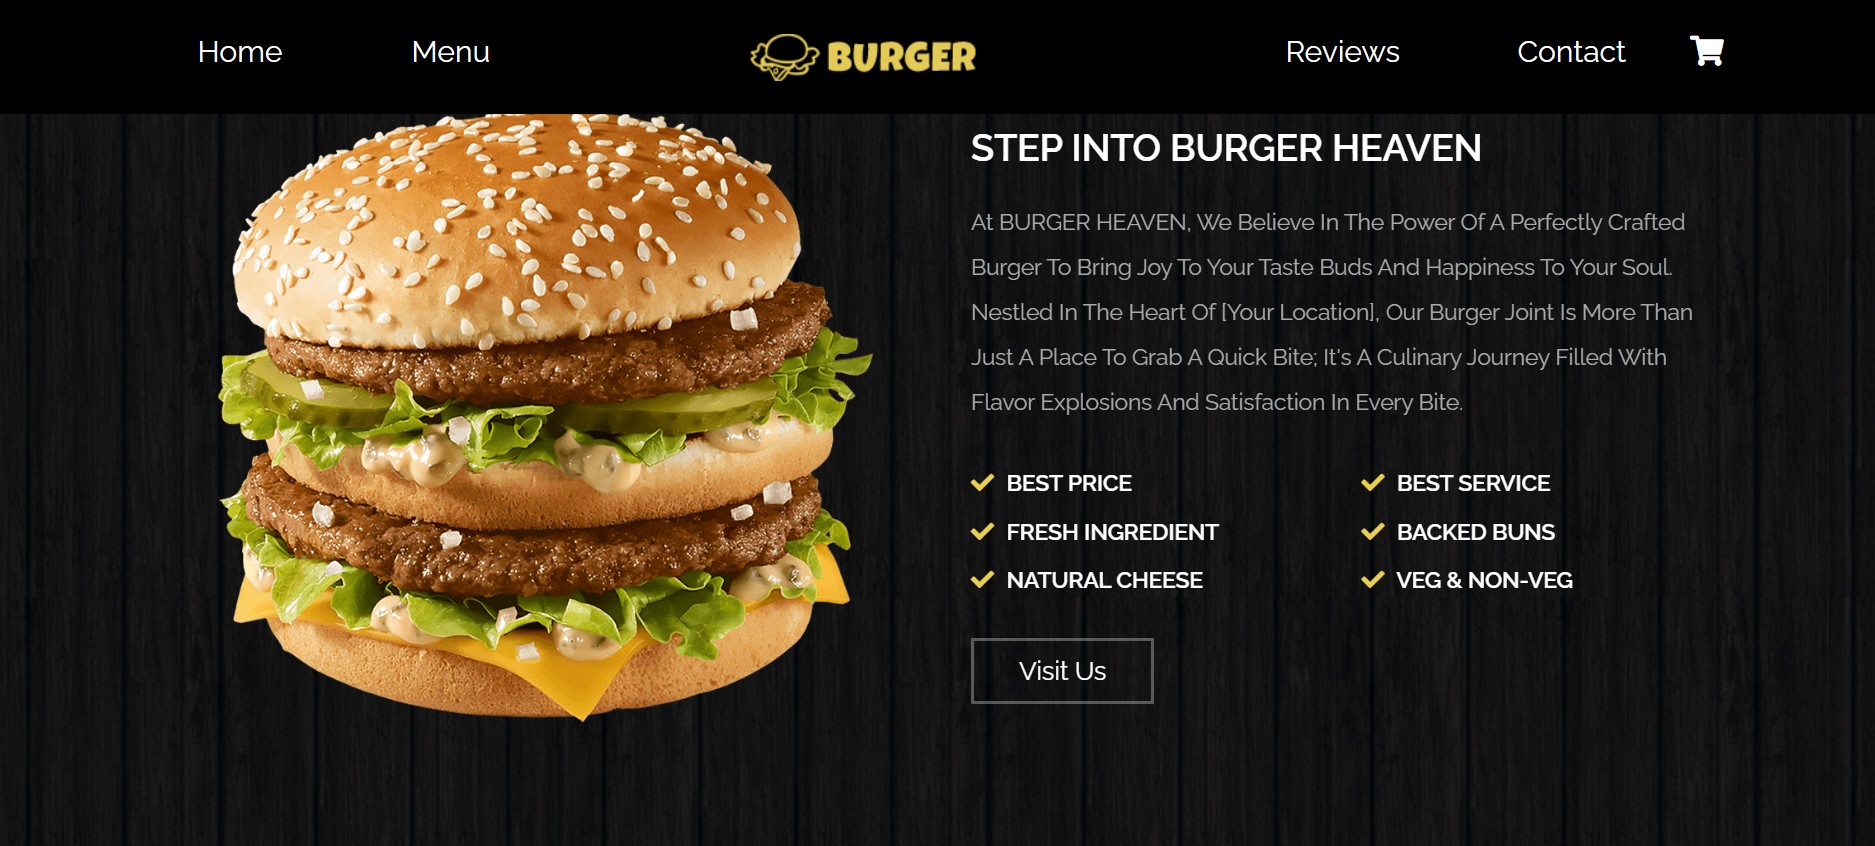 Home
Menu
BURGER
Reviews
Contact
STEP INTO BURGER HEAVEN
At BURGER HEAVEN, We Believe In The Power Of A Perfectly Crafted
Burger To Bring Joy To Your Taste Buds And Happiness To Your Soul.
Nestled In The Heart Of [Your Location], Our Burger Joint Is More Than
Just A Place To Grab A Quick Bite; It's A Culinary Journey Filled With
Flavor Explosions And Satisfaction In Every Bite.
BEST PRICE
BEST SERVICE
FRESH INGREDIENT
BACKED BUNS
NATURAL CHEESE
VEG & NON-VEG
Visit Us